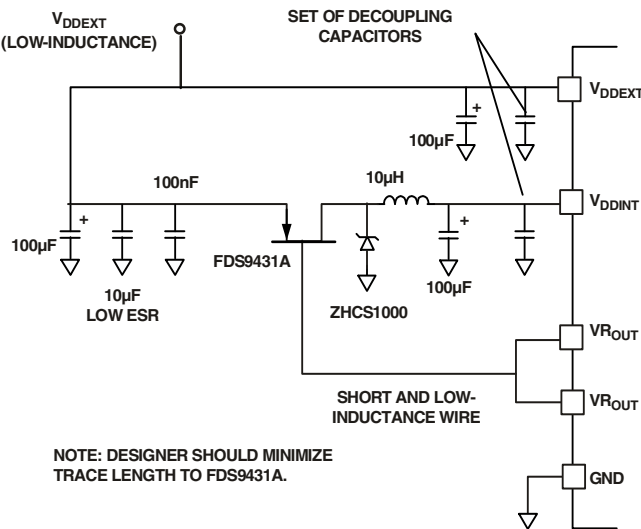 VDDEXT
(LOW-INDUCTANCE)
SET OF DECOUPLING
CAPACITORS
VDDEXT
+
100µF
100nF
10µH
VDDINT
+
100µF
+
100µF
FDS9431A
10µF
LOW ESR
ZHCS1000
VROUT
SHORT AND LOW-
INDUCTANCE WIRE
VROUT
NOTE: DESIGNER SHOULD MINIMIZE
TRACE LENGTH TO FDS9431A.
GND